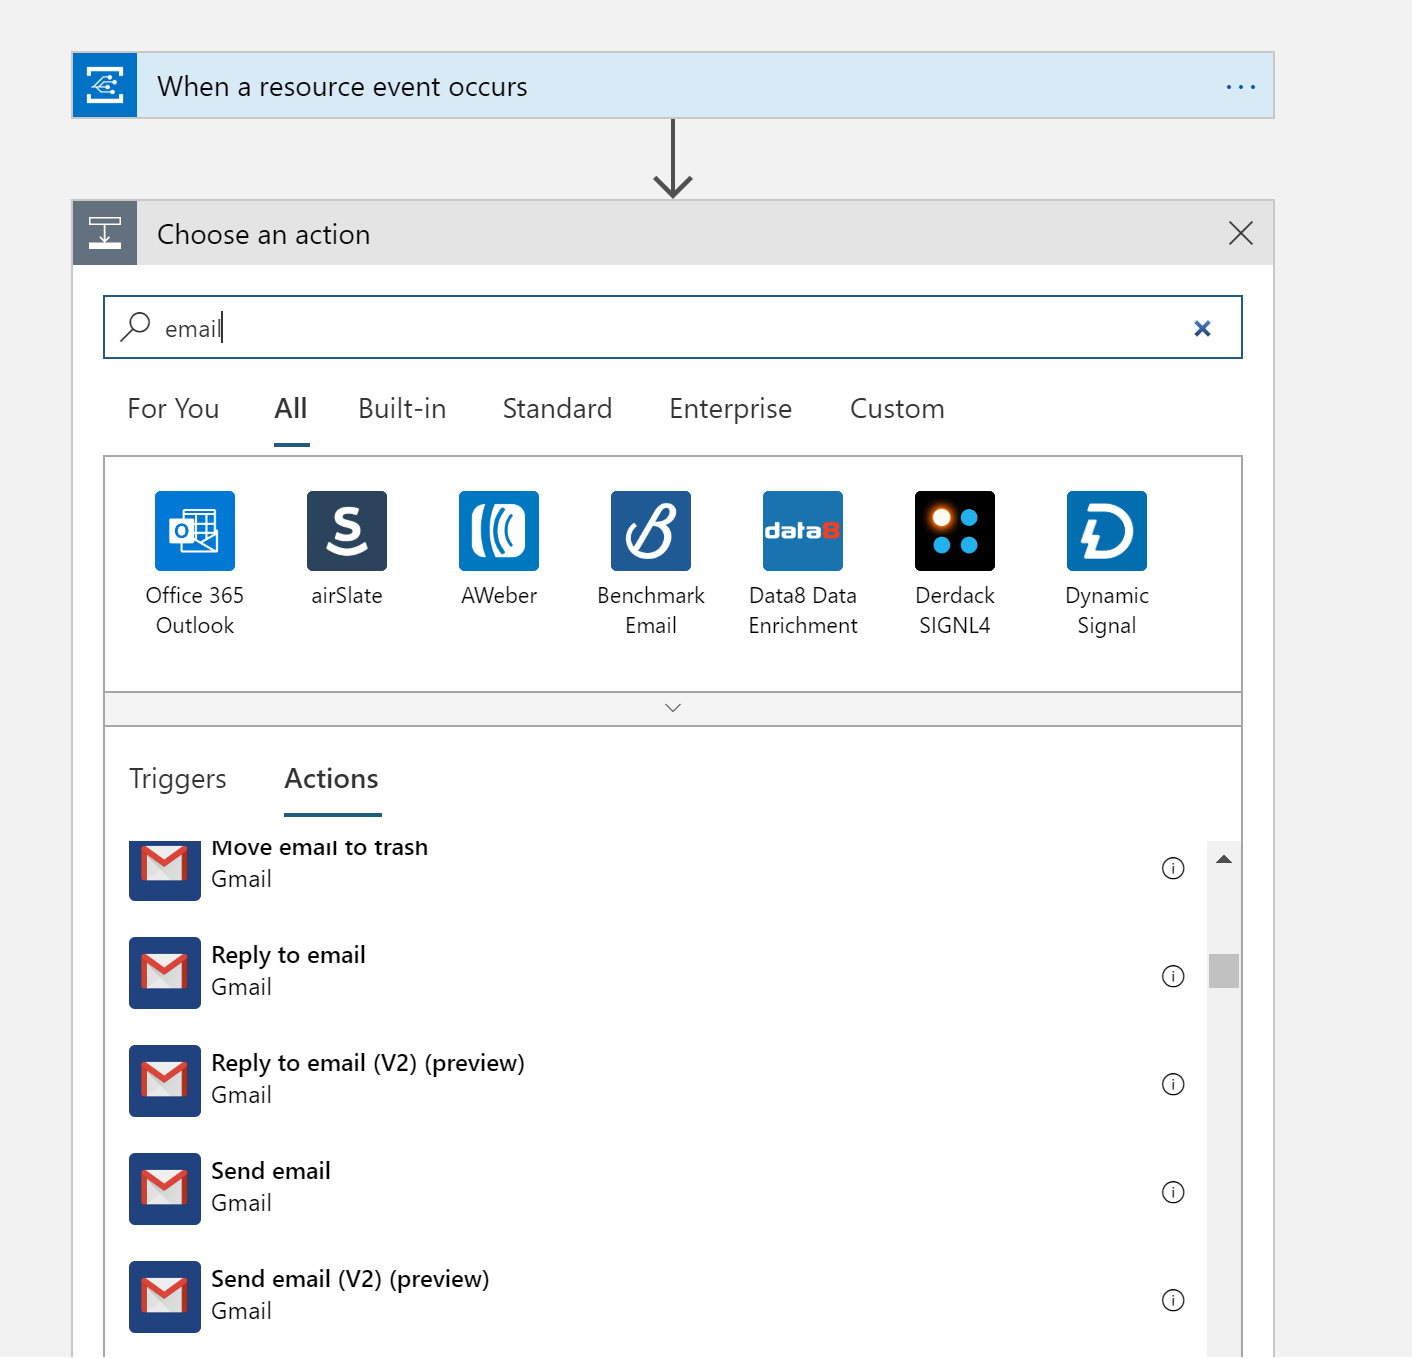 When a resource event occurs
Choose an action
email
For You All Built-in Standard Enterprise Custom
Office 365 Outlook
airSlate
AWeber
Benchmark Email
data8
Data8 Data Enrichment
Derdack SIGNL4
Dynamic Signal
Triggers Actions
Move email to trash
Gmail
Reply to email
Gmail
Reply to email (V2) (preview)
Gmail
Send email
Gmail
Send email (V2) (preview)
Gmail